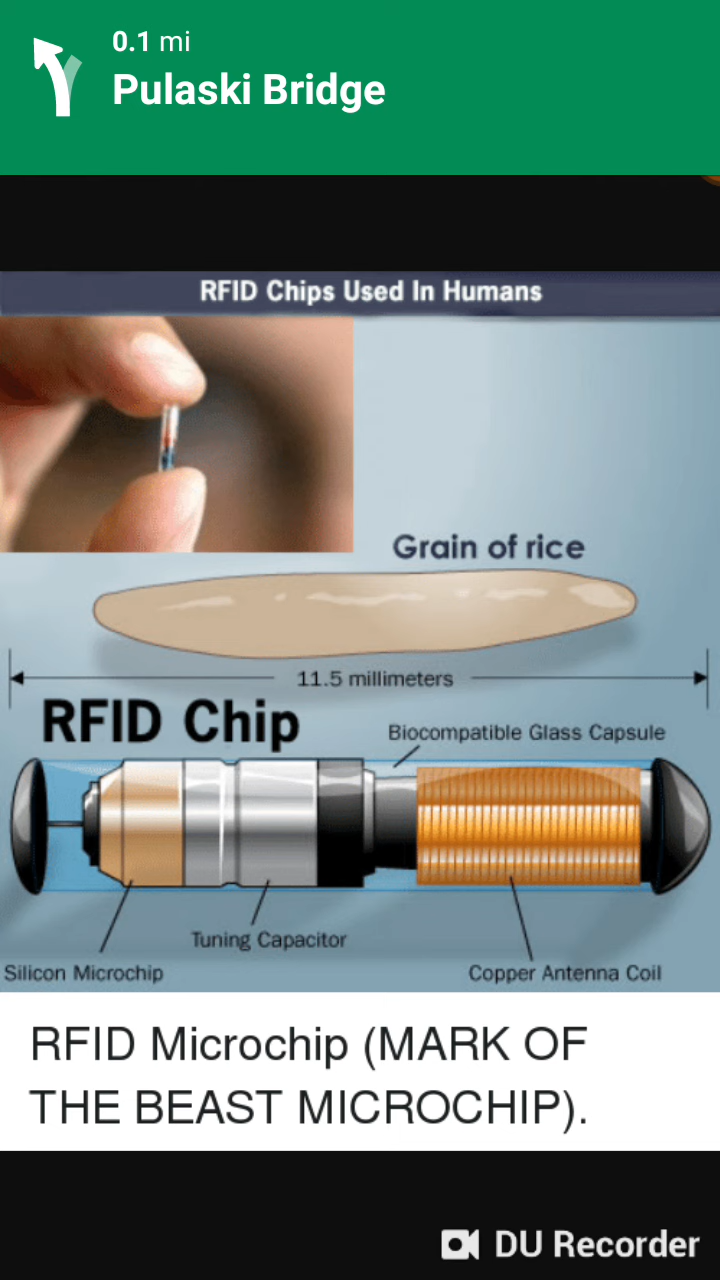 0.1 mi
Pulaski Bridge
RFID Chips Used In Humans
Grain of rice
11.5 millimeters
RFID Chip
Biocompatible Glass Capsule
Tuning Capacitor
Silicon Microchip
Copper Antenna Coil
RFID Microchip (MARK OF
THE BEAST MICROCHIP).
DU Recorder